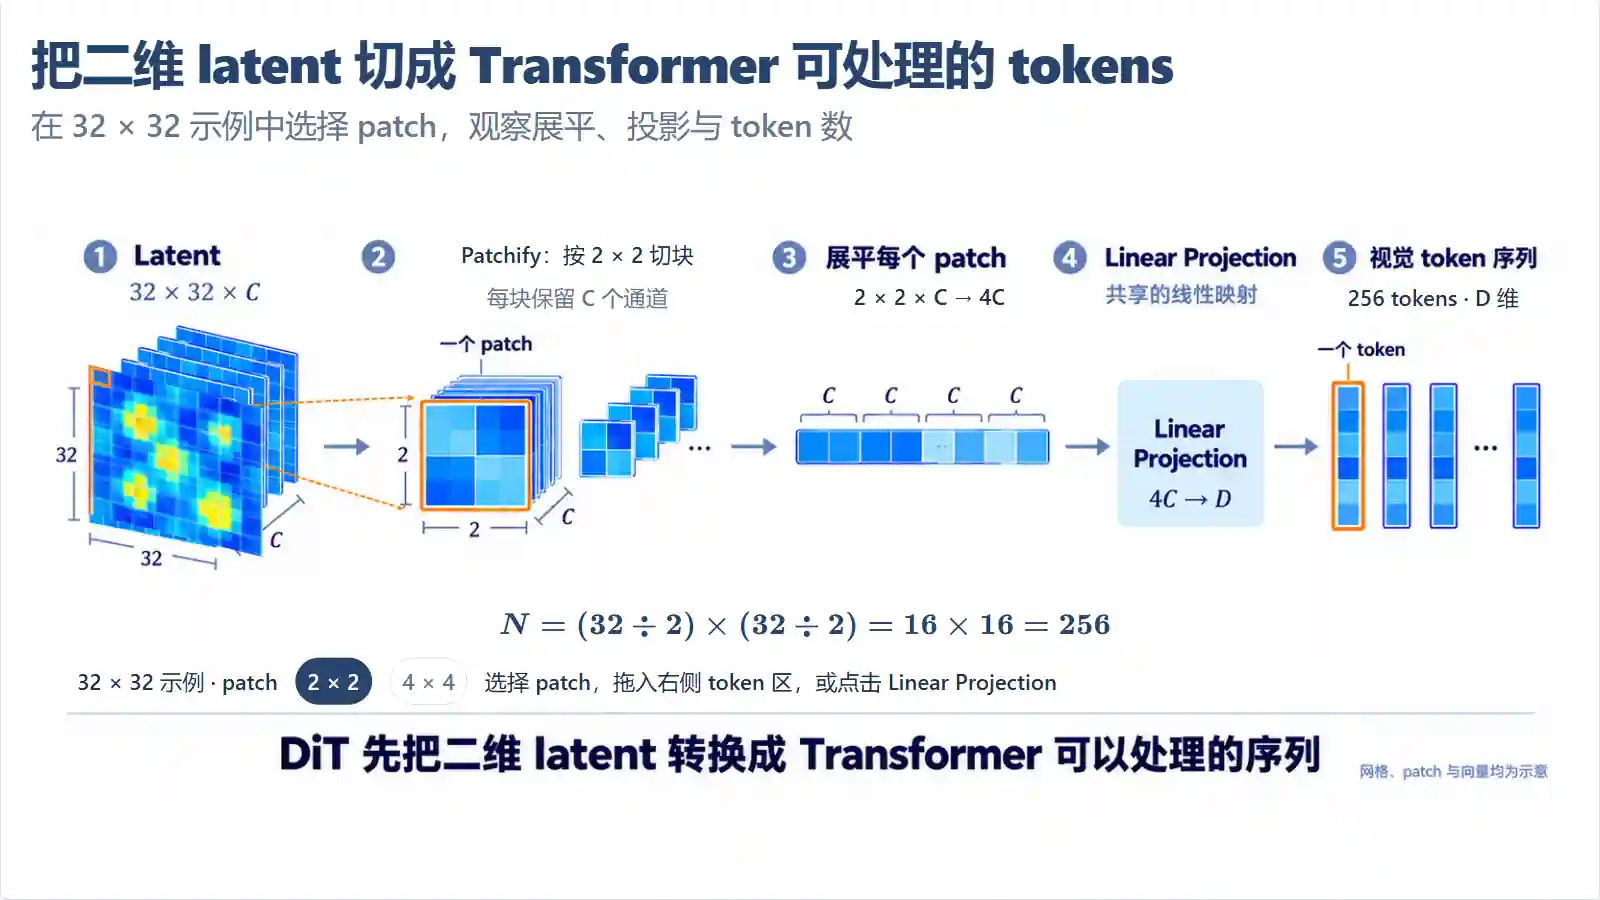 把二维 latent 切成 Transformer 可处理的 tokens
在 32 × 32 示例中选择 patch，观察展平、投影与 token 数
1 Latent
32 × 32 × C
2 Patchify：按 2 × 2 切块
每块保留 C 个通道
3 展平每个 patch
2 × 2 × C → 4C
4 Linear Projection
共享的线性映射
5 视觉 token 序列
256 tokens · D 维
32
32
C
一个 patch
2
2
C
...
C C C C
Linear
Projection
4C → D
一个 token
...
N = (32 ÷ 2) × (32 ÷ 2) = 16 × 16 = 256
32 × 32 示例 · patch 2 × 2 4 × 4 选择 patch，拖入右侧 token 区，或点击 Linear Projection
DiT 先把二维 latent 转换成 Transformer 可以处理的序列
网格、patch 与向量均为示意